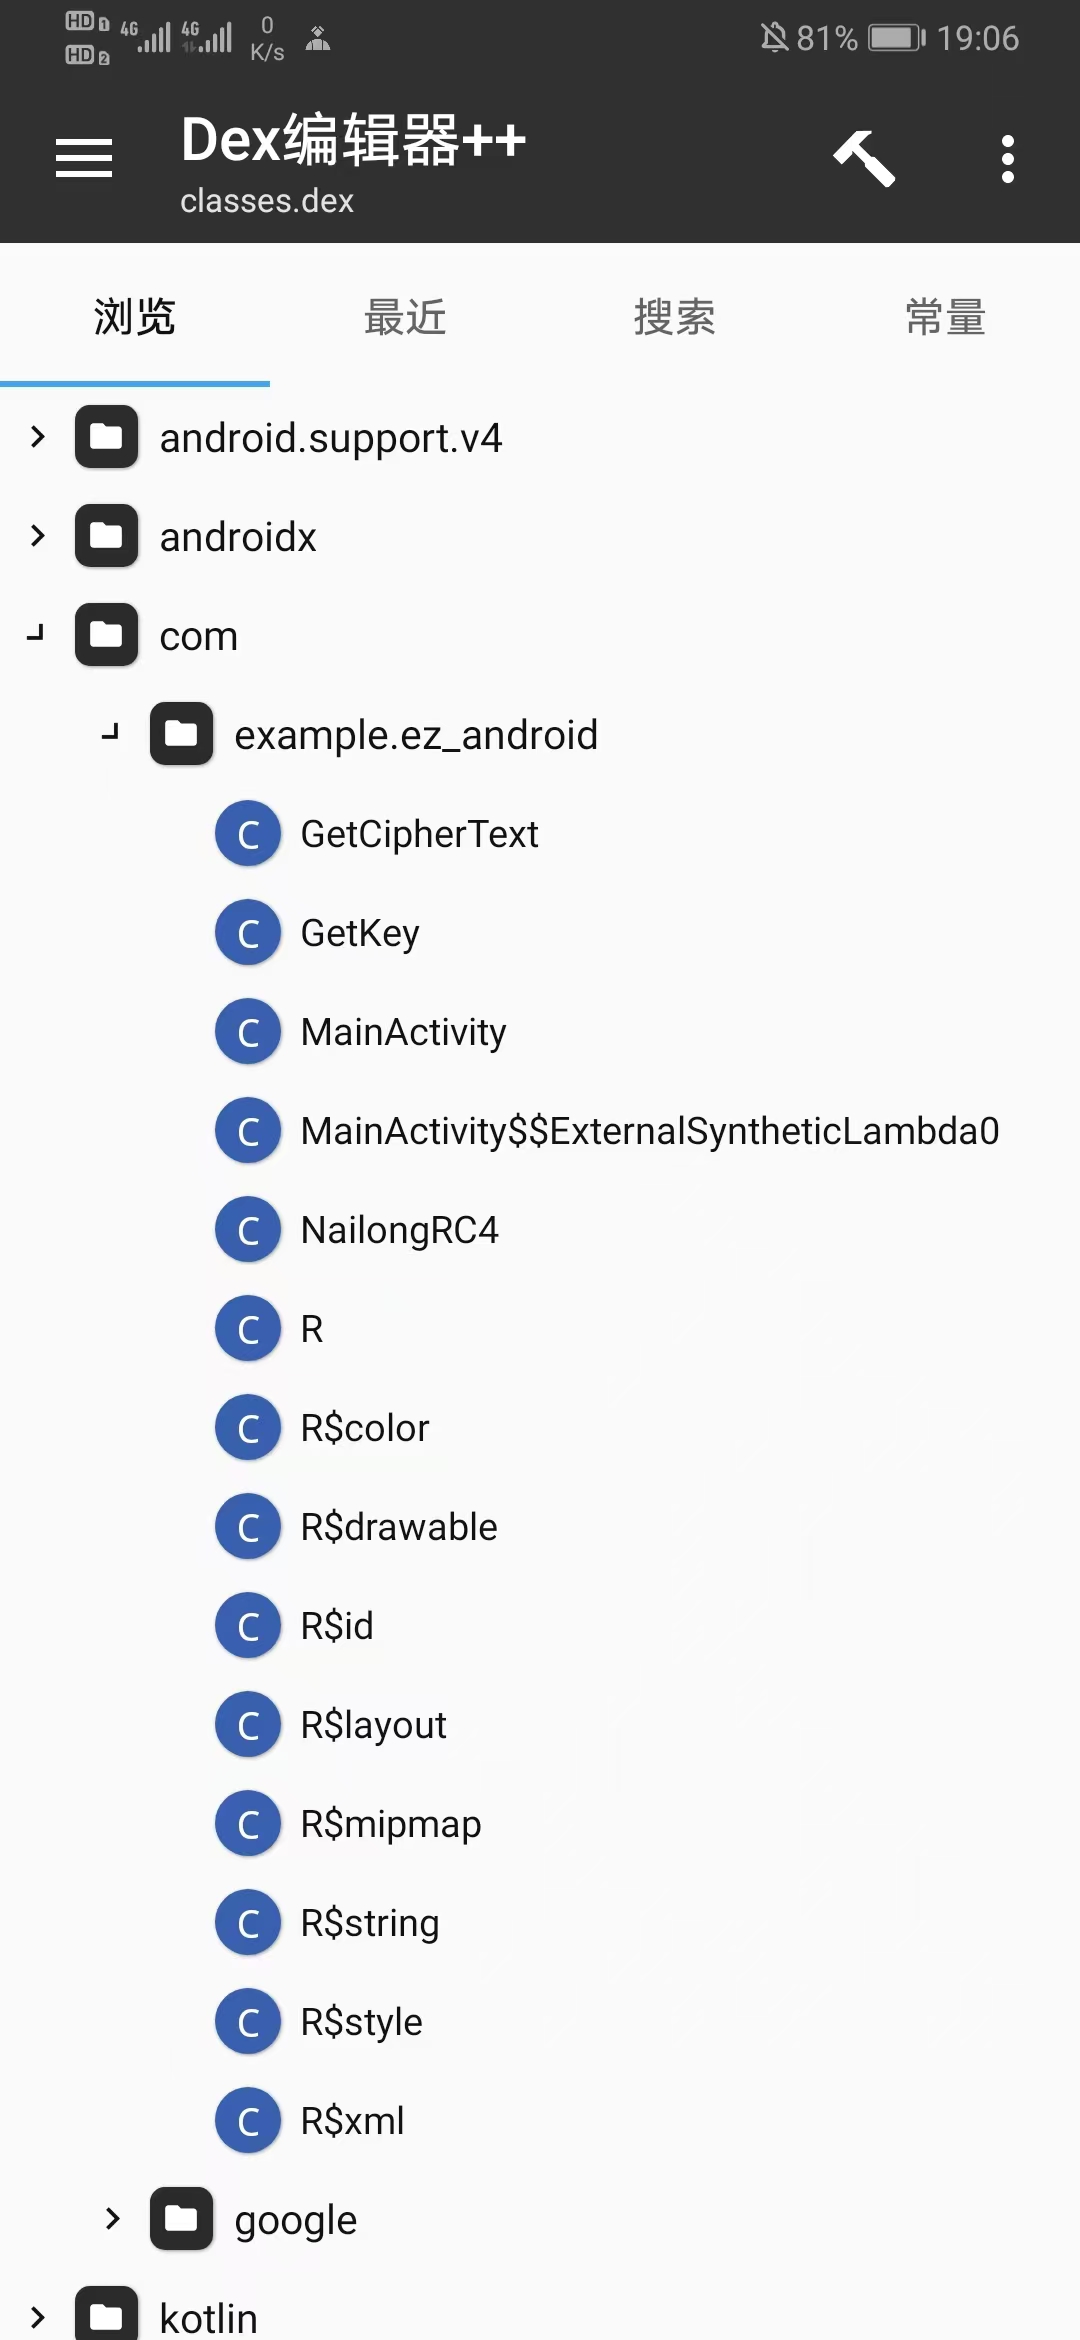 HD 1 4G 4G 0 81% 19:06
HD 2 K/s
Dex编辑器++
classes.dex
浏览 最近 搜索 常量
android.support.v4
androidx
com
example.ez_android
C GetCipherText
C GetKey
C MainActivity
C MainActivity$$ExternalSyntheticLambda0
C NailongRC4
C R
C R$color
C R$drawable
C R$id
C R$layout
C R$mipmap
C R$string
C R$style
C R$xml
google
kotlin